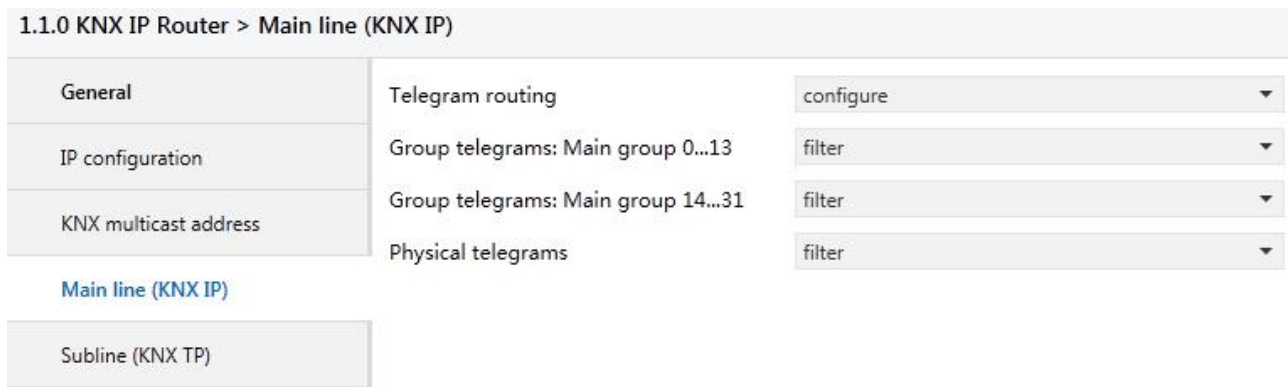 1.1.0 KNX IP Router > Main line (KNX IP)
General
IP configuration
KNX multicast address
Main line (KNX IP)
Subline (KNX TP)
Telegram routing configure
Group telegrams: Main group 0...13 filter
Group telegrams: Main group 14...31 filter
Physical telegrams filter